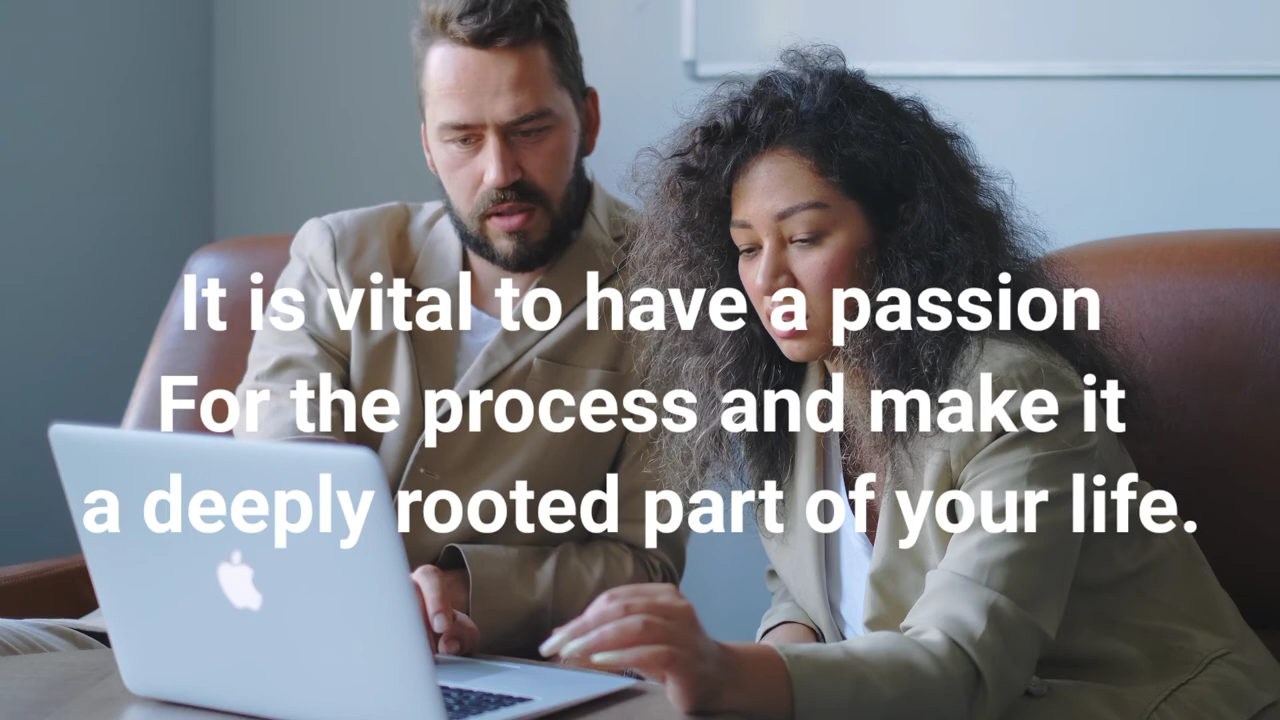 It is vital to have a passion
For the process and make it
a deeply rooted part of your life.